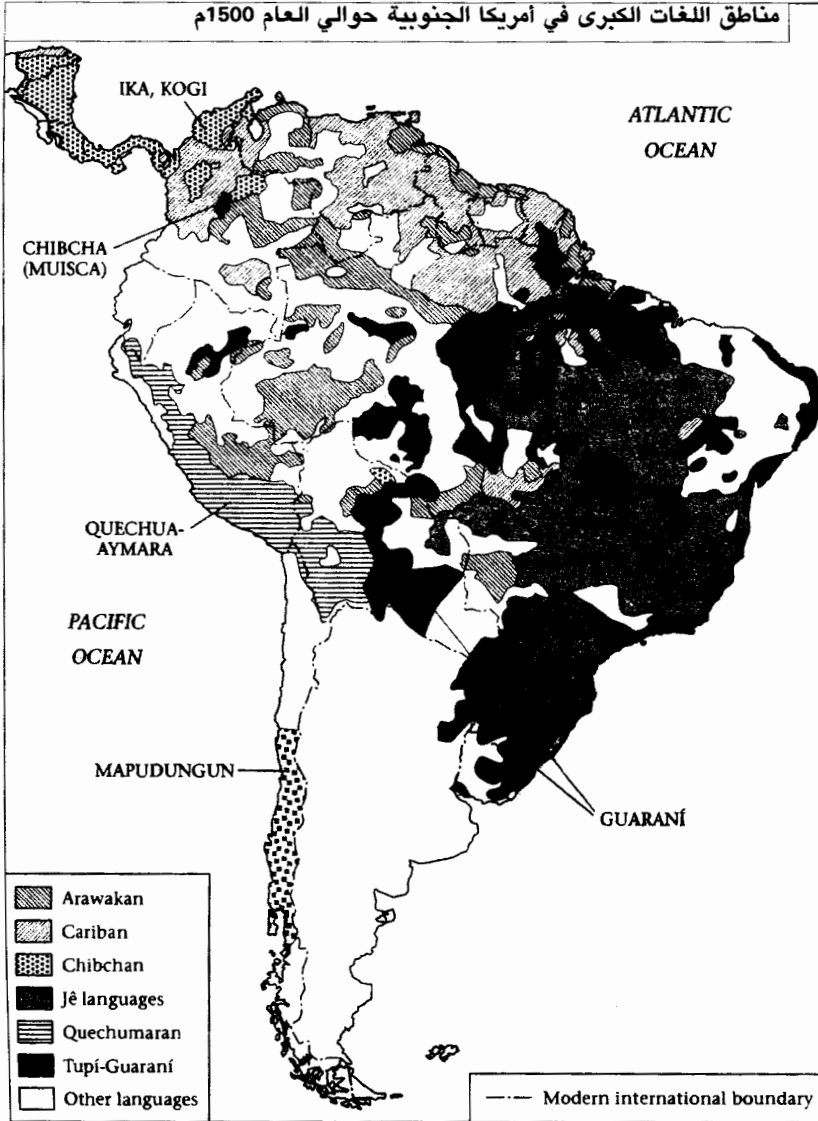 مناطق اللغات الكبرى في أمريكا الجنوبية حوالي العام 1500م
IKA, KOGI
ATLANTIC
OCEAN
CHIBCHA
(MUISCA)
QUECHUA-
AYMARA
PACIFIC
OCEAN
MAPUDUNGUN
GUARANÍ
Arawakan
Cariban
Chibchan
Jê languages
Quechumaran
Tupí-Guaraní
Other languages
Modern international boundary